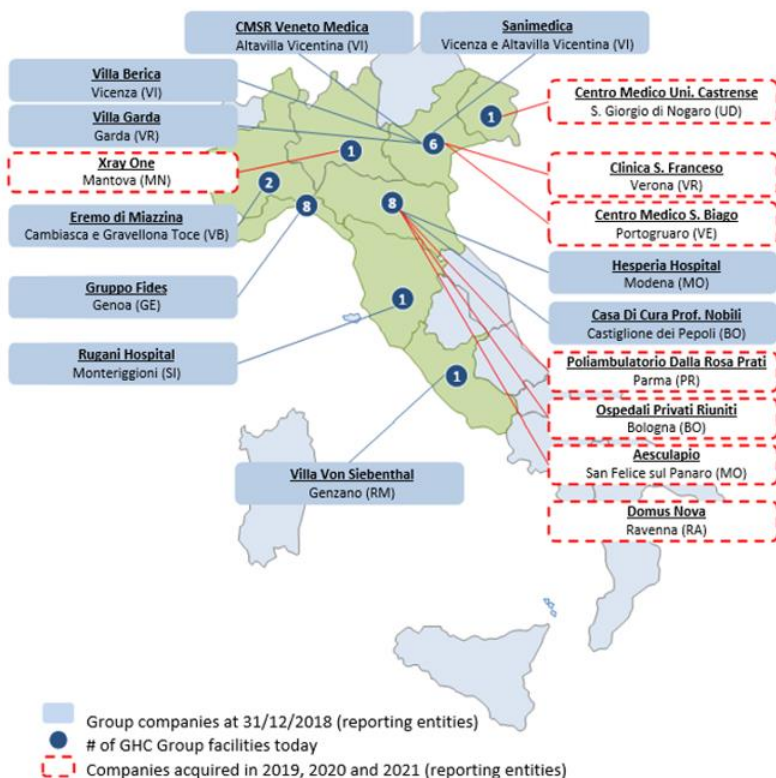 CMSR Veneto Medica
Altavilla Vicentina (VI)
Sanimedica
Vicenza e Altavilla Vicentina (VI)
Villa Berica
Vicenza (VI)
Centro Medico Uni. Castrense
S. Giorgio di Nogaro (UD)
Villa Garda
Garda (VR)
1
6
1
Xray One
Mantova (MN)
Clinica S. Franceso
Verona (VR)
2
8
8
Eremo di Miazzina
Cambiasca e Gravellona Toce (VB)
Centro Medico S. Biago
Portogruaro (VE)
Hesperia Hospital
Modena (MO)
Gruppo Fides
Genoa (GE)
1
Casa Di Cura Prof. Nobili
Castiglione dei Pepoli (BO)
Rugani Hospital
Monteriggioni (SI)
Poliambulatorio Dalla Rosa Prati
Parma (PR)
1
Ospedali Privati Riuniti
Bologna (BO)
Aesculapio
San Felice sul Panaro (MO)
Villa Von Siebenthal
Genzano (RM)
Domus Nova
Ravenna (RA)
Group companies at 31/12/2018 (reporting entities)
# of GHC Group facilities today
Companies acquired in 2019, 2020 and 2021 (reporting entities)